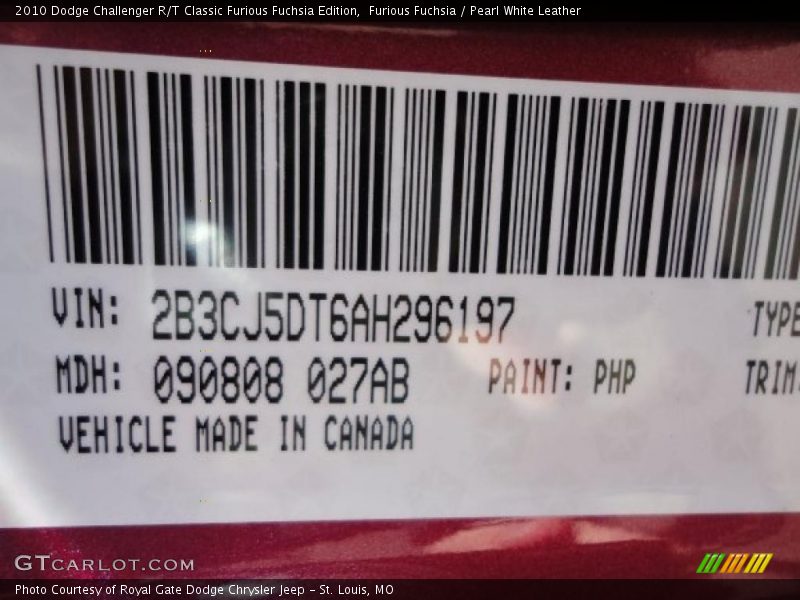 2010 Dodge Challenger R/T Classic Furious Fuchsia Edition,  Furious Fuchsia / Pearl White Leather
VIN: 2B3CJ5DT6AH296197 TYPE
MDH: 090808 027AB PAINT: PHP TRIM:
VEHICLE MADE IN CANADA
GTCARLOT.COM
Photo Courtesy of Royal Gate Dodge Chrysler Jeep – St. Louis, MO